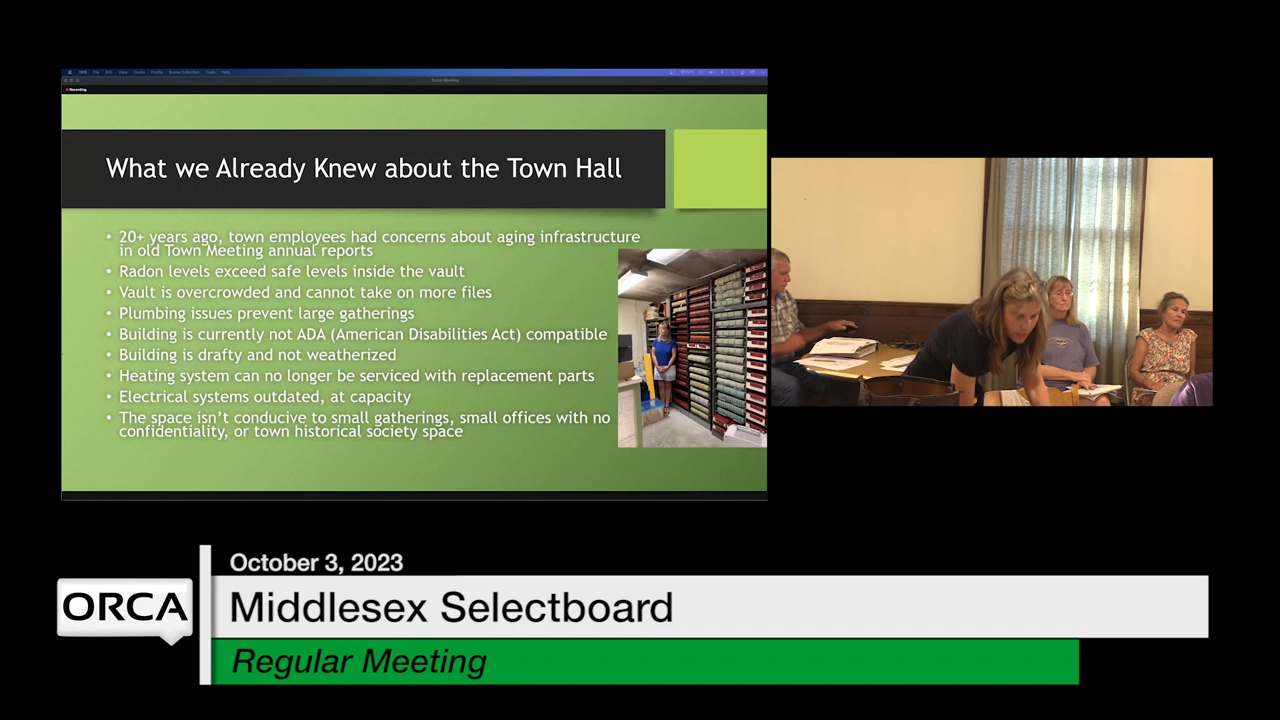 Recording
What we Already Knew about the Town Hall
• 20+ years ago, town employees had concerns about aging infrastructure
in old Town Meeting annual reports
• Radon levels exceed safe levels inside the vault
• Vault is overcrowded and cannot take on more files
• Plumbing issues prevent large gatherings
• Building is currently not ADA (American Disabilities Act) compatible
• Building is drafty and not weatherized
• Heating system can no longer be serviced with replacement parts
• Electrical systems outdated, at capacity
• The space isn't conducive to small gatherings, small offices with no
confidentiality, or town historical society space
October 3, 2023
ORCA
Middlesex Selectboard
Regular Meeting